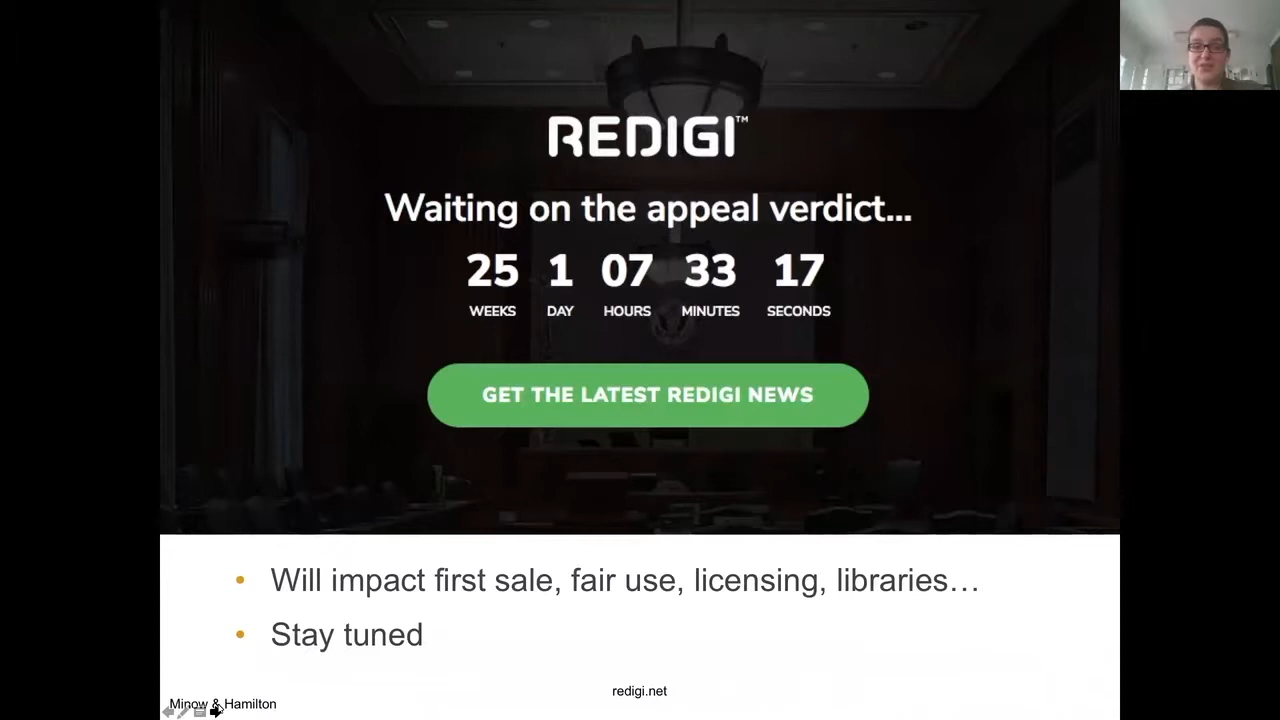 REDIGI™
Waiting on the appeal verdict...
25 1 07 33 17
WEEKS DAY HOURS MINUTES SECONDS
GET THE LATEST REDIGI NEWS
• Will impact first sale, fair use, licensing, libraries…
• Stay tuned
redigi.net
Minow & Hamilton